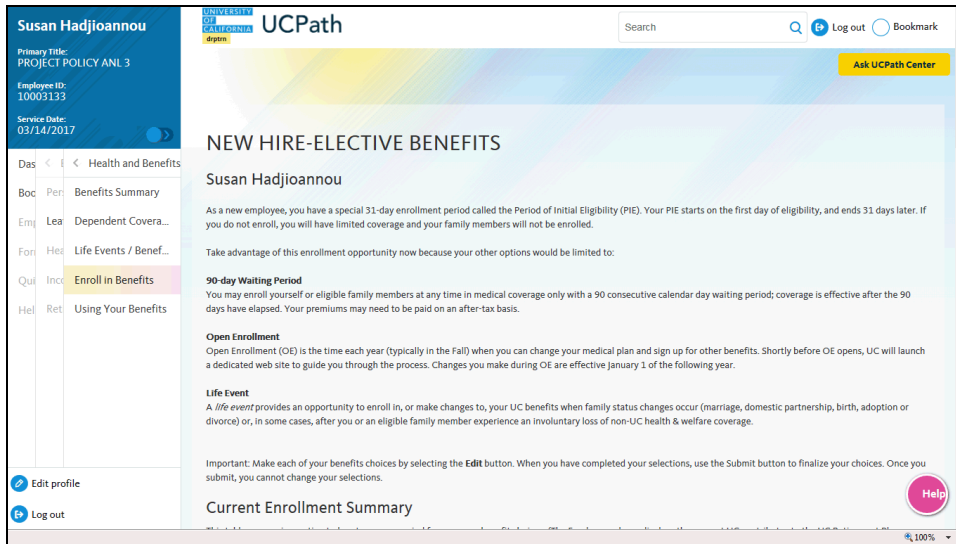 Susan Hadjioannou
Primary Title:
PROJECT POLICY ANL 3
Employee ID:
10003133
Service Date:
03/14/2017
UNIVERSITY
OF
CALIFORNIA
drptrn
UCPath
Search
Log out
Bookmark
Ask UCPath Center
Das
Boo
Em
For
Qui
Hel
Per
Lea
Hea
Inc
Ret
< Health and Benefits
Benefits Summary
Dependent Covera...
Life Events / Benef...
Enroll in Benefits
Using Your Benefits
Edit profile
Log out
NEW HIRE-ELECTIVE BENEFITS
Susan Hadjioannou
As a new employee, you have a special 31-day enrollment period called the Period of Initial Eligibility (PIE). Your PIE starts on the first day of eligibility, and ends 31 days later. If
you do not enroll, you will have limited coverage and your family members will not be enrolled.
Take advantage of this enrollment opportunity now because your other options would be limited to:
90-day Waiting Period
You may enroll yourself or eligible family members at any time in medical coverage only with a 90 consecutive calendar day waiting period; coverage is effective after the 90
days have elapsed. Your premiums may need to be paid on an after-tax basis.
Open Enrollment
Open Enrollment (OE) is the time each year (typically in the Fall) when you can change your medical plan and sign up for other benefits. Shortly before OE opens, UC will launch
a dedicated web site to guide you through the process. Changes you make during OE are effective January 1 of the following year.
Life Event
A life event provides an opportunity to enroll in, or make changes to, your UC benefits when family status changes occur (marriage, domestic partnership, birth, adoption or
divorce) or, in some cases, after you or an eligible family member experience an involuntary loss of non-UC health & welfare coverage.
Important: Make each of your benefits choices by selecting the Edit button. When you have completed your selections, use the Submit button to finalize your choices. Once you
submit, you cannot change your selections.
Help
Current Enrollment Summary
100%